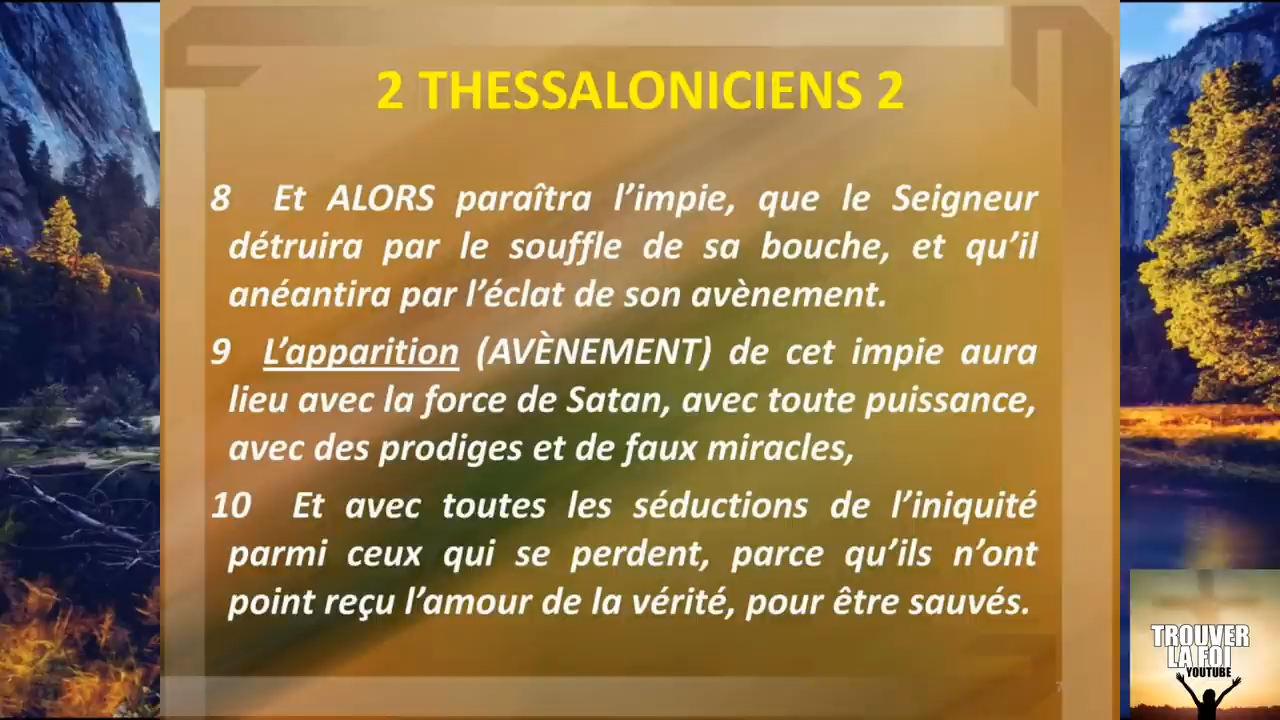 2 THESSALONICIENS 2
8 Et ALORS paraîtra l’impie, que le Seigneur
détruira par le souffle de sa bouche, et qu’il
anéantira par l’éclat de son avènement.
9 L’apparition (AVÈNEMENT) de cet impie aura
lieu avec la force de Satan, avec toute puissance,
avec des prodiges et de faux miracles,
10 Et avec toutes les séductions de l’iniquité
parmi ceux qui se perdent, parce qu’ils n’ont
point reçu l’amour de la vérité, pour être sauvés.
7
TROUVER
LA FOI
YOUTUBE